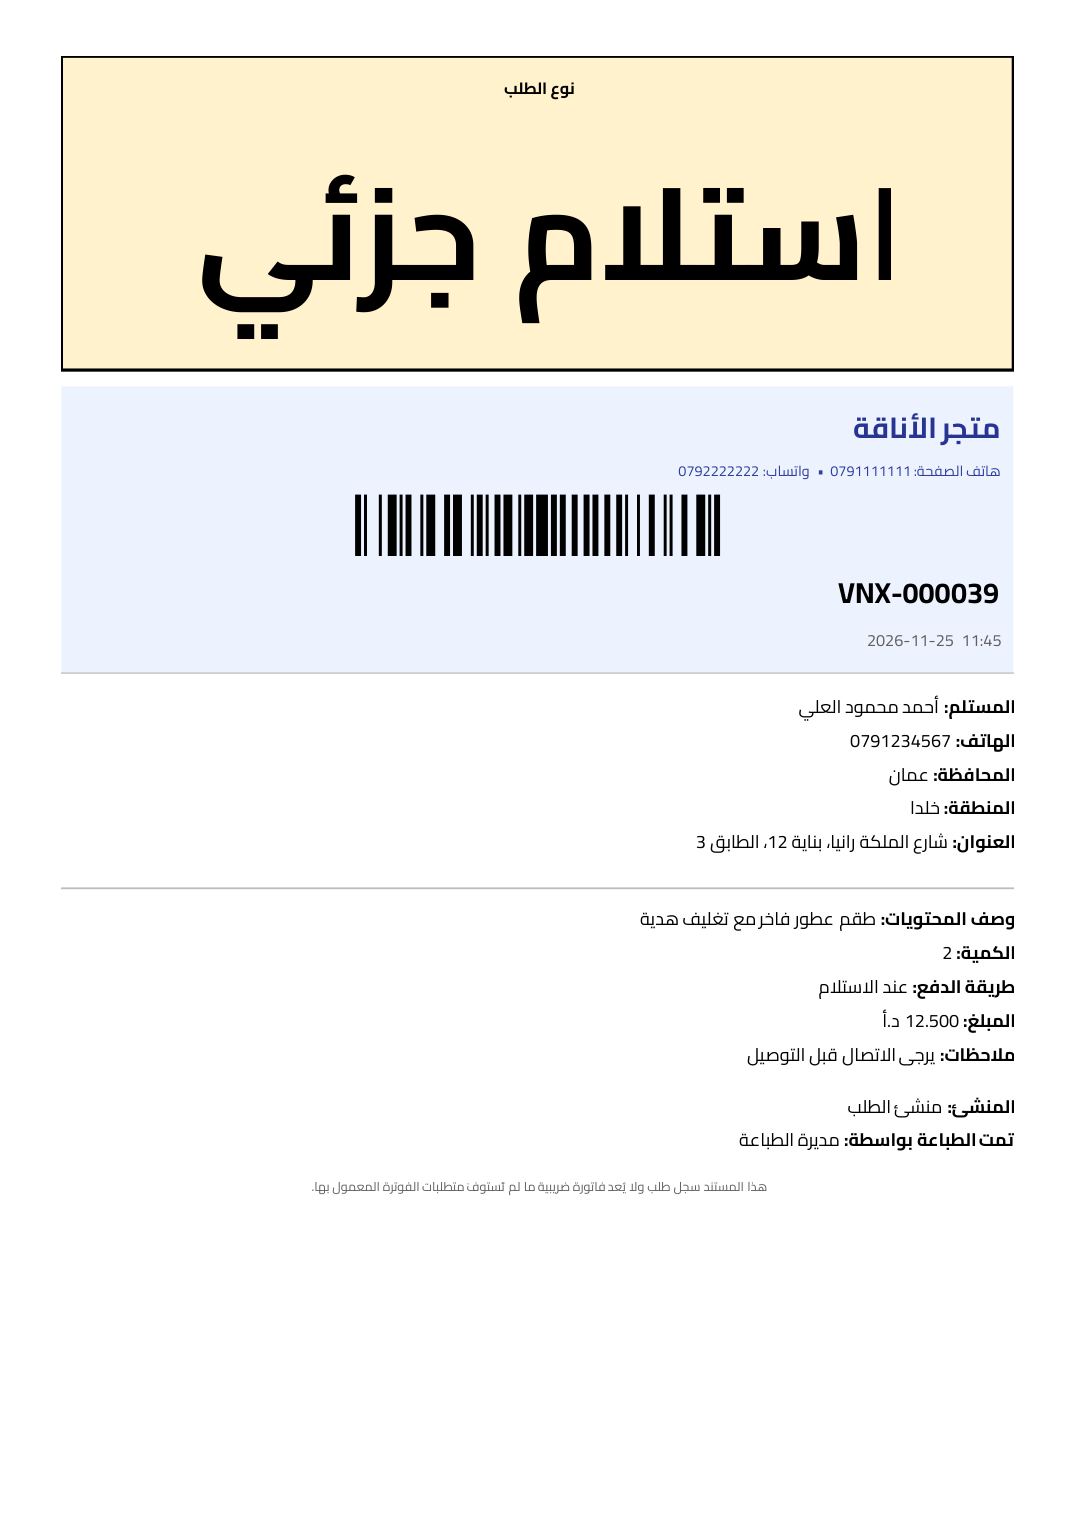 نوع الطلب
استلام جزئي
متجر الأناقة
هاتف الصفحة: 0791111111 • واتساب: 0792222222
VNX-000039
2026-11-25 11:45
المستلم: أحمد محمود العلي
الهاتف: 0791234567
المحافظة: عمان
المنطقة: خلدا
العنوان: شارع الملكة رانيا، بناية 12، الطابق 3
وصف المحتويات: طقم عطور فاخر مع تغليف هدية
الكمية: 2
طريقة الدفع: عند الاستلام
المبلغ: 12.500 د.أ
ملاحظات: يرجى الاتصال قبل التوصيل
المنشئ: منشئ الطلب
تمت الطباعة بواسطة: مديرة الطباعة
هذا المستند سجل طلب ولا يُعد فاتورة ضريبية ما لم تُستوفَ متطلبات الفوترة المعمول بها.